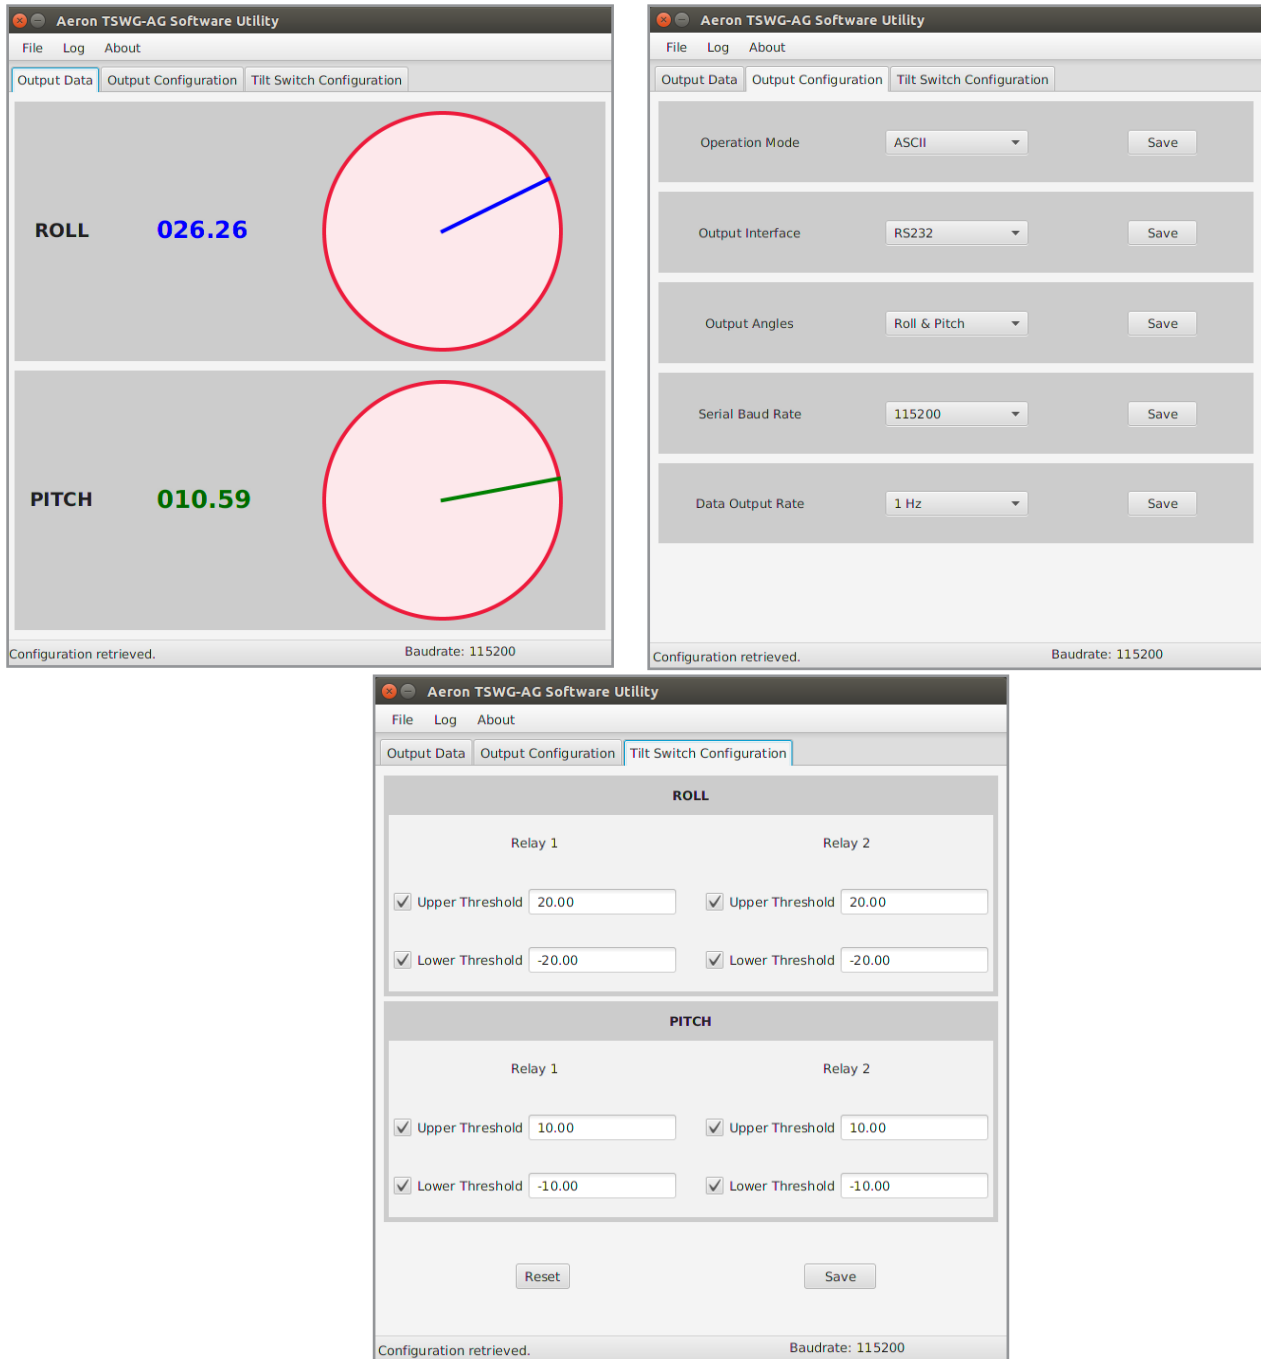 Aeron TSWG-AG Software Utility
File Log About
Output Data Output Configuration Tilt Switch Configuration
ROLL 026.26
PITCH 010.59
Configuration retrieved. Baudrate: 115200
Aeron TSWG-AG Software Utility
File Log About
Output Data Output Configuration Tilt Switch Configuration
Operation Mode ASCII Save
Output Interface RS232 Save
Output Angles Roll & Pitch Save
Serial Baud Rate 115200 Save
Data Output Rate 1 Hz Save
Configuration retrieved. Baudrate: 115200
Aeron TSWG-AG Software Utility
File Log About
Output Data Output Configuration Tilt Switch Configuration
ROLL
Relay 1 Relay 2
Upper Threshold 20.00 Upper Threshold 20.00
Lower Threshold -20.00 Lower Threshold -20.00
PITCH
Relay 1 Relay 2
Upper Threshold 10.00 Upper Threshold 10.00
Lower Threshold -10.00 Lower Threshold -10.00
Reset Save
Configuration retrieved. Baudrate: 115200